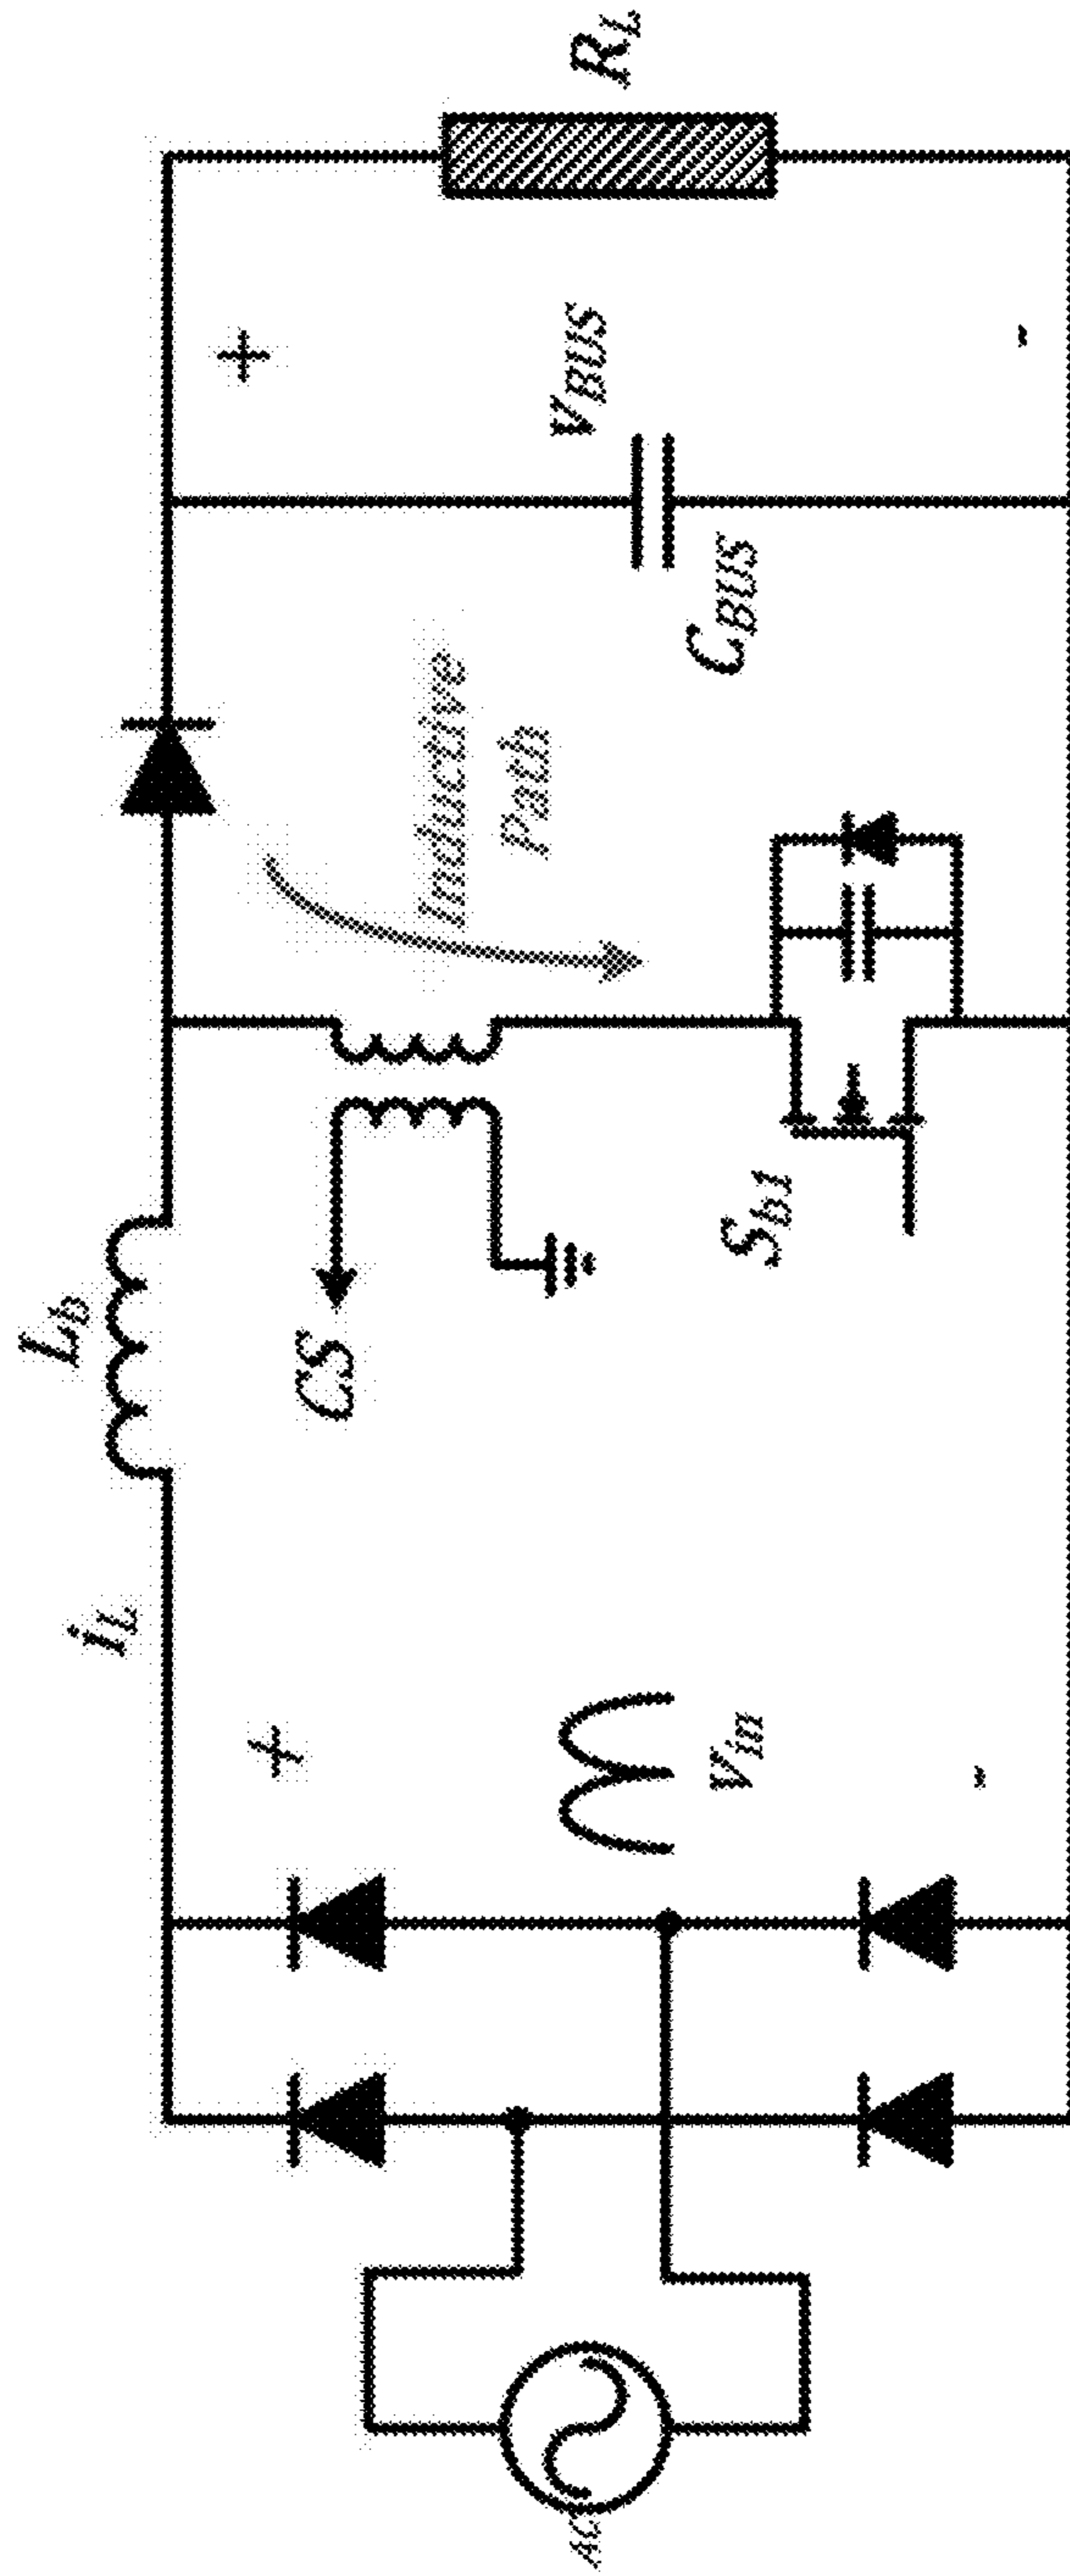 AC
+
V_in
-
i_L
L_b
CS
S_b1
Inductive
Path
C_BUS
+
V_BUS
-
R_L